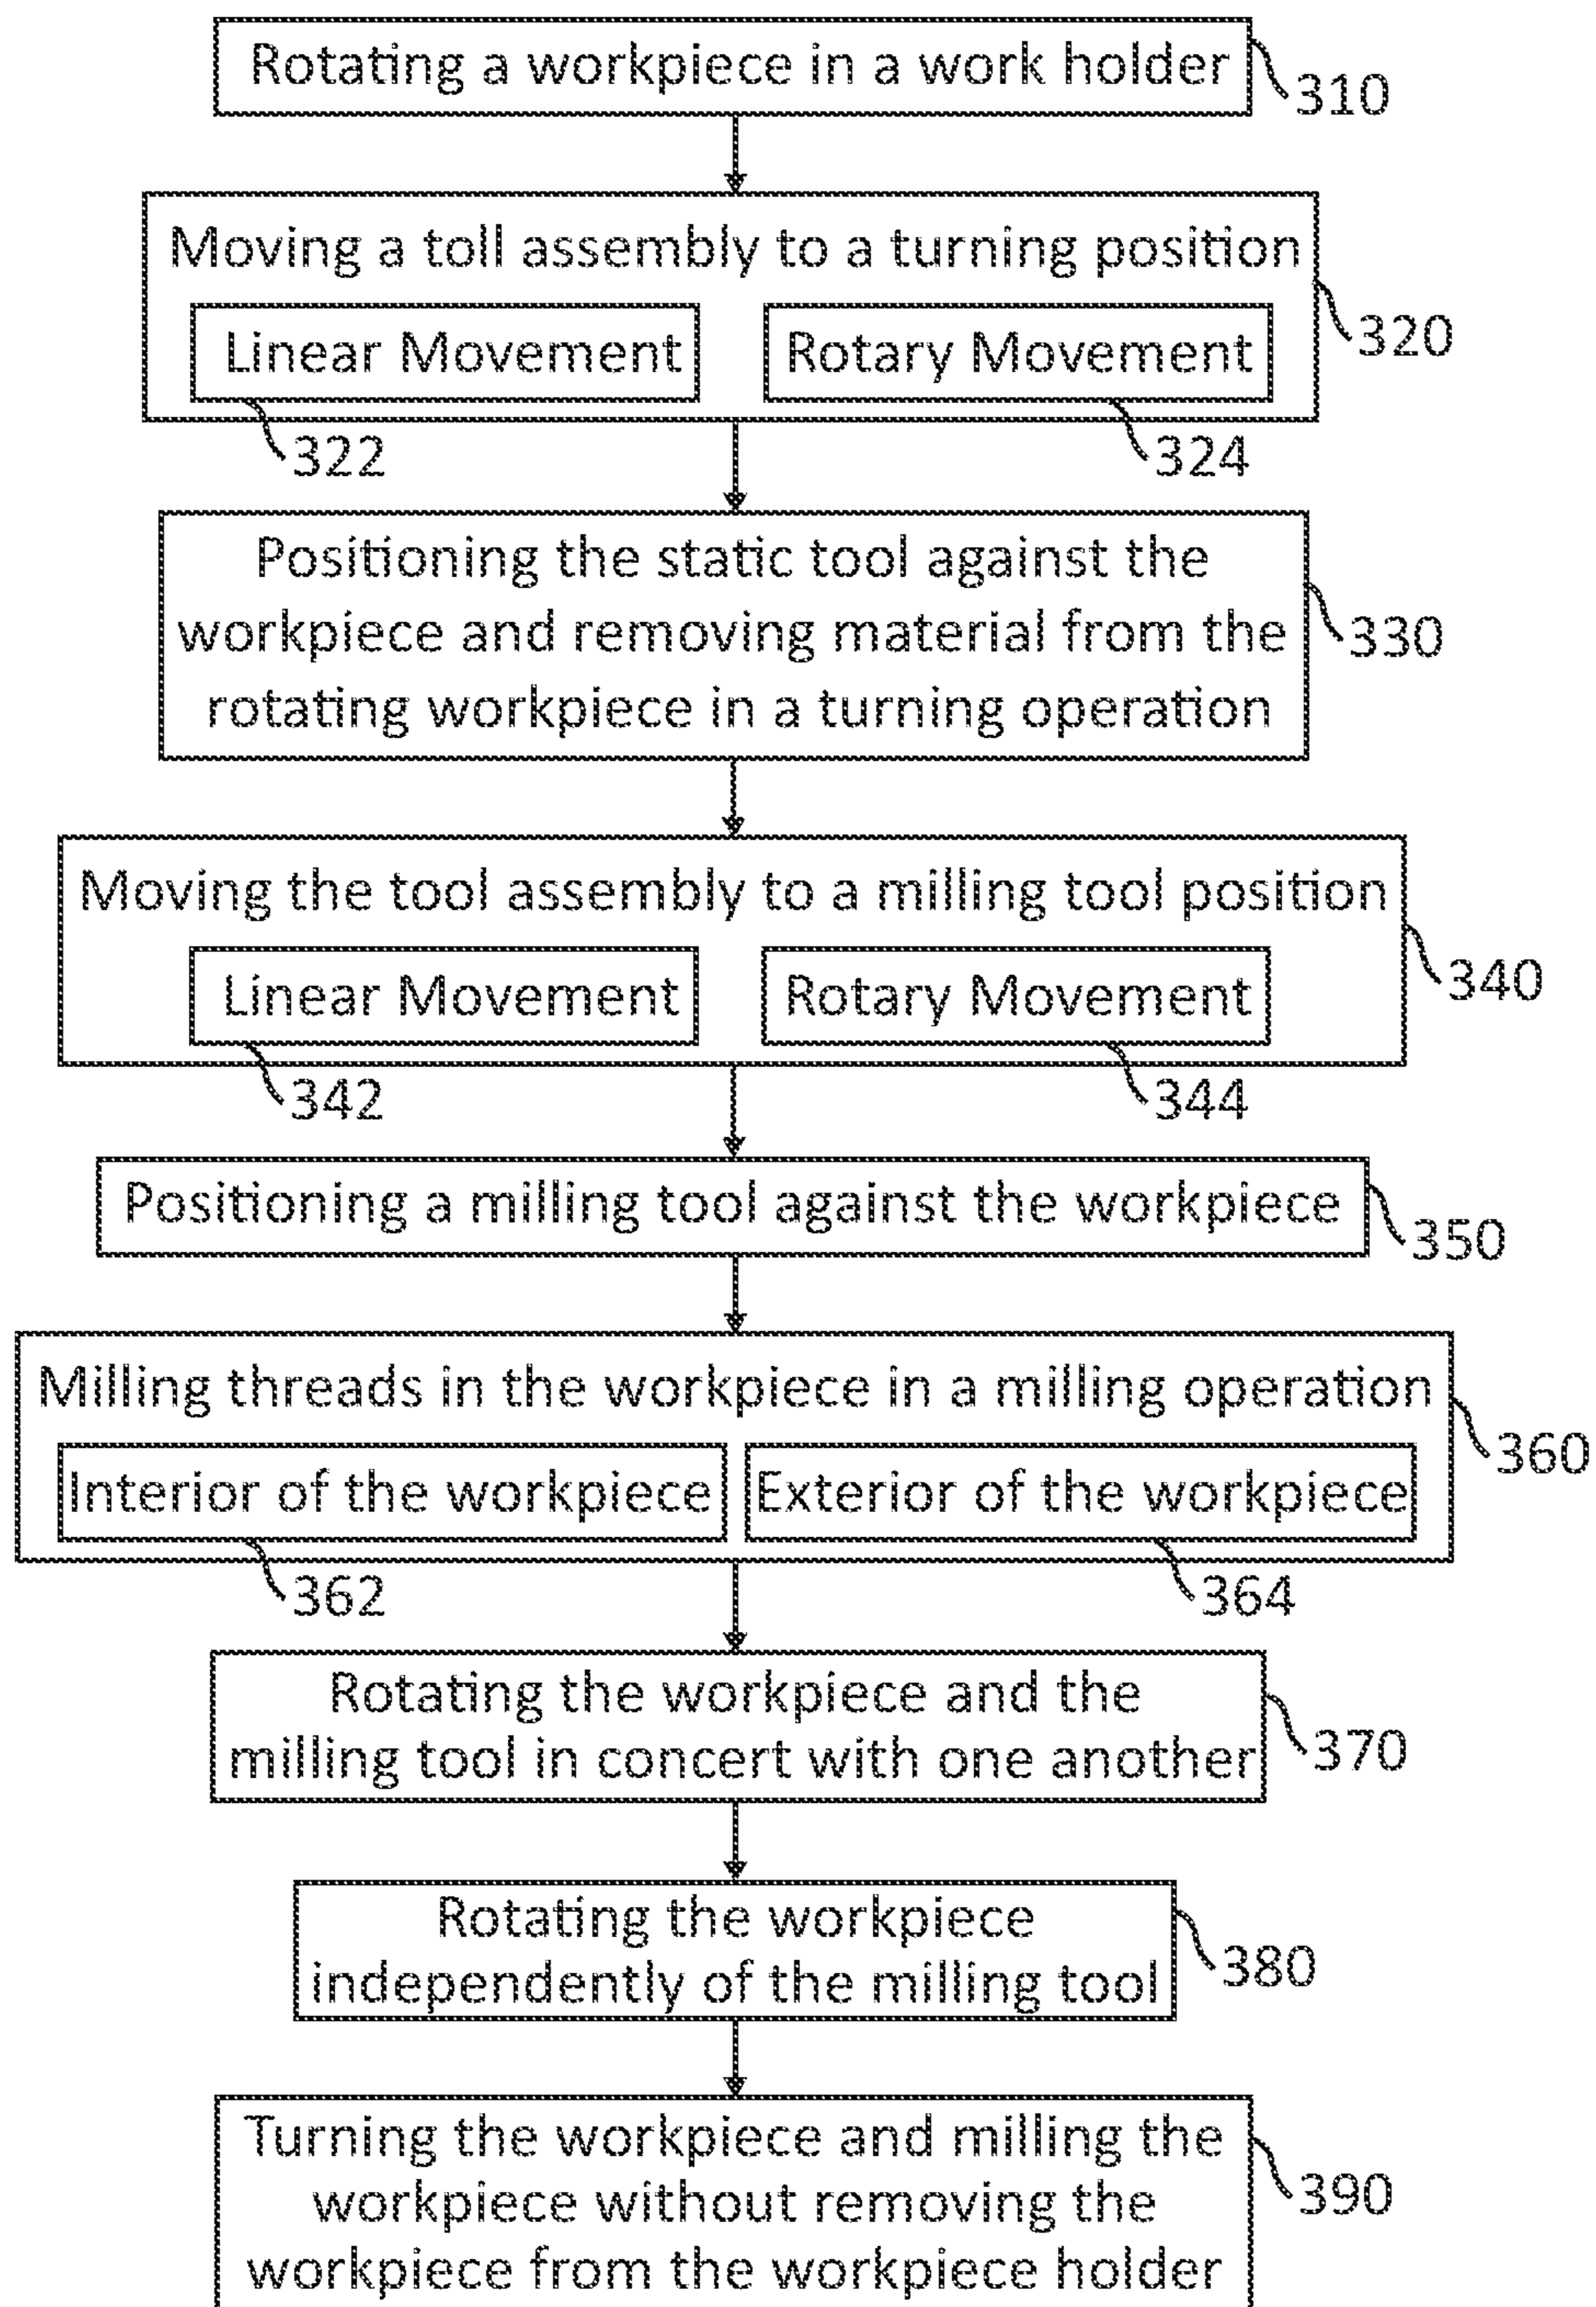 Rotating a workpiece in a work holder
310
Moving a toll assembly to a turning position
320
Linear Movement
Rotary Movement
322
324
Positioning the static tool against the
workpiece and removing material from the
rotating workpiece in a turning operation
330
Moving the tool assembly to a milling tool position
340
Linear Movement
Rotary Movement
342
344
Positioning a milling tool against the workpiece
350
Milling threads in the workpiece in a milling operation
360
Interior of the workpiece
Exterior of the workpiece
362
364
Rotating the workpiece and the
milling tool in concert with one another
370
Rotating the workpiece
independently of the milling tool
380
Turning the workpiece and milling the
workpiece without removing the
workpiece from the workpiece holder
390